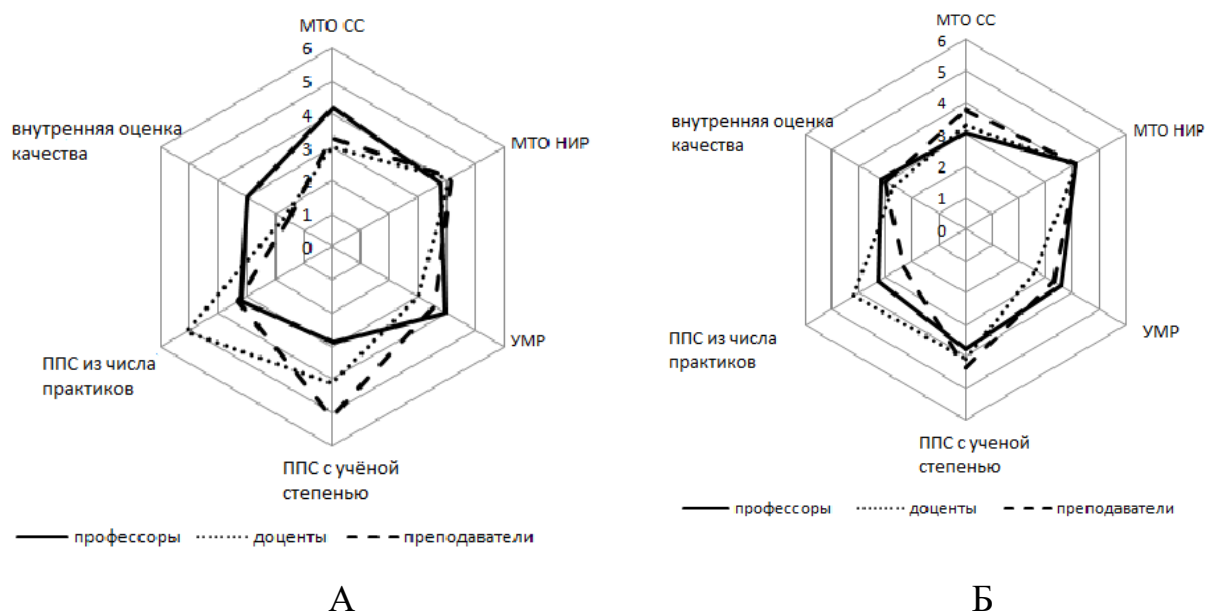 МТО СС
6
5
4
3
2
1
0
МТО НИР
УМР
ППС с учёной
степенью
ППС из числа
практиков
внутренняя оценка
качества
профессоры доценты преподаватели
А
МТО СС
6
5
4
3
2
1
0
МТО НИР
УМР
ППС с ученой
степенью
ППС из числа
практиков
внутренняя оценка
качества
профессоры доценты преподаватели
Б